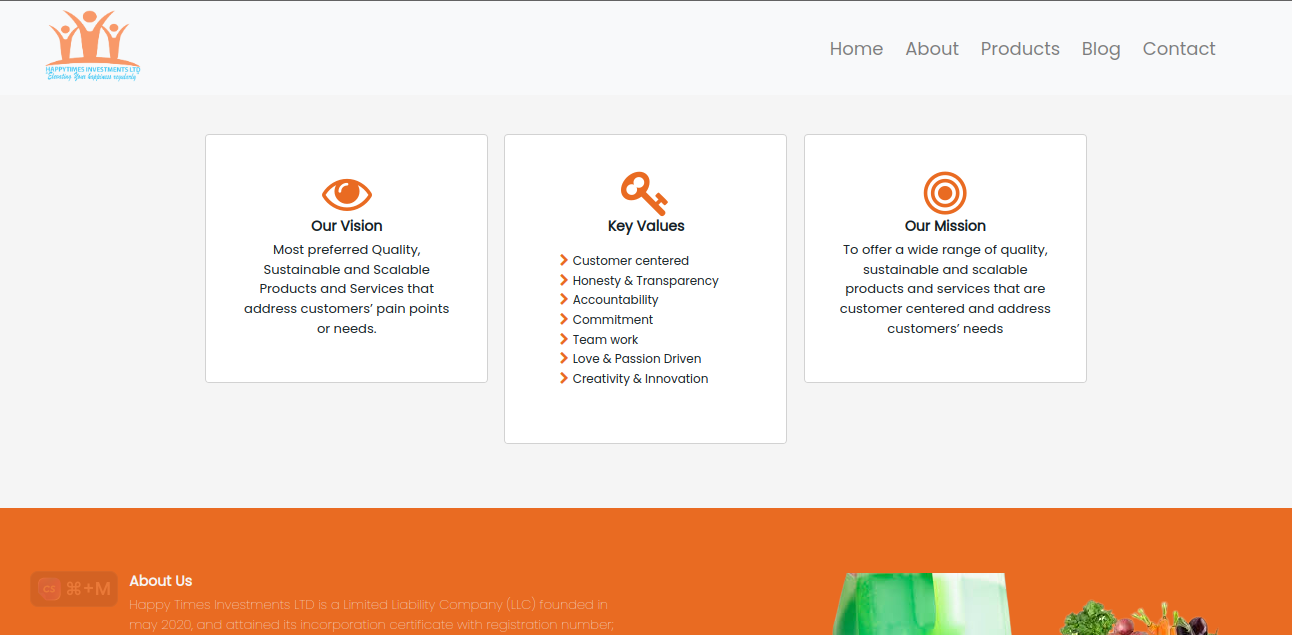 HAPPYTIMES INVESTMENTS LTD
Elevating Your happiness regularly
Home About Products Blog Contact
Our Vision
Most preferred Quality,
Sustainable and Scalable
Products and Services that
address customers’ pain points
or needs.
Key Values
Customer centered
Honesty & Transparency
Accountability
Commitment
Team work
Love & Passion Driven
Creativity & Innovation
Our Mission
To offer a wide range of quality,
sustainable and scalable
products and services that are
customer centered and address
customers’ needs
CS ⌘+M
About Us
Happy Times Investments LTD is a Limited Liability Company (LLC) founded in
may 2020, and attained its incorporation certificate with registration number;